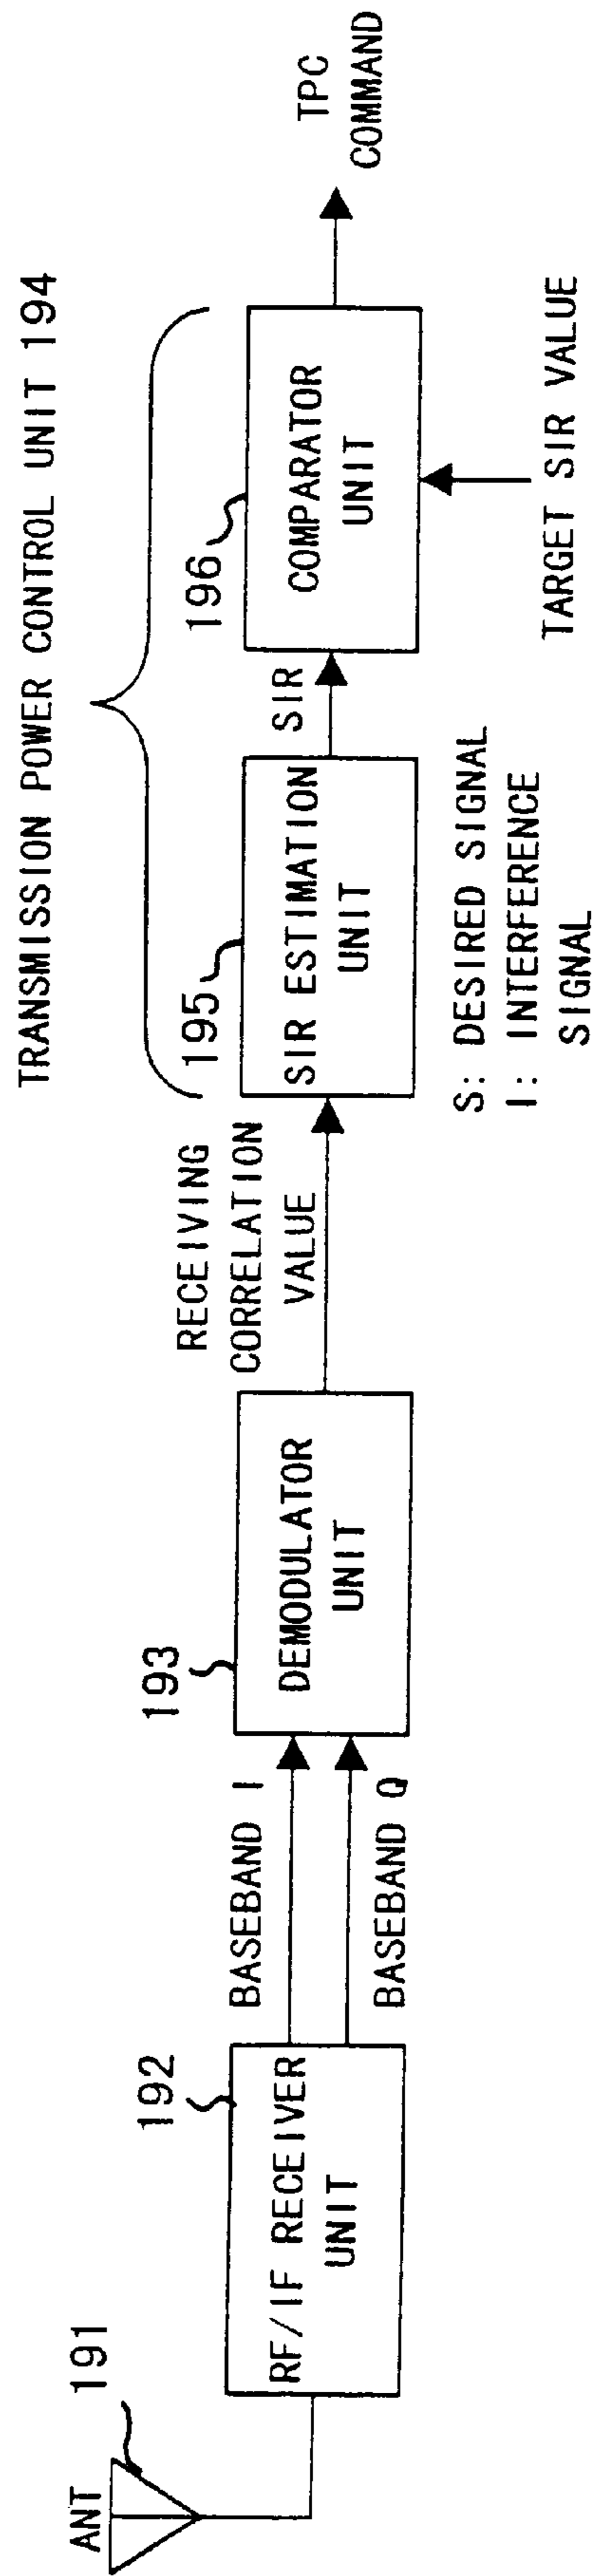 TRANSMISSION POWER CONTROL UNIT 194
ANT
191
192
RF/IF RECEIVER
UNIT
BASEBAND I
BASEBAND Q
193
DEMODULATOR
UNIT
RECEIVING
CORRELATION
VALUE
195
SIR ESTIMATION
UNIT
SIR
196
COMPARATOR
UNIT
TPC
COMMAND
TARGET SIR VALUE
S: DESIRED SIGNAL
I: INTERFERENCE
SIGNAL